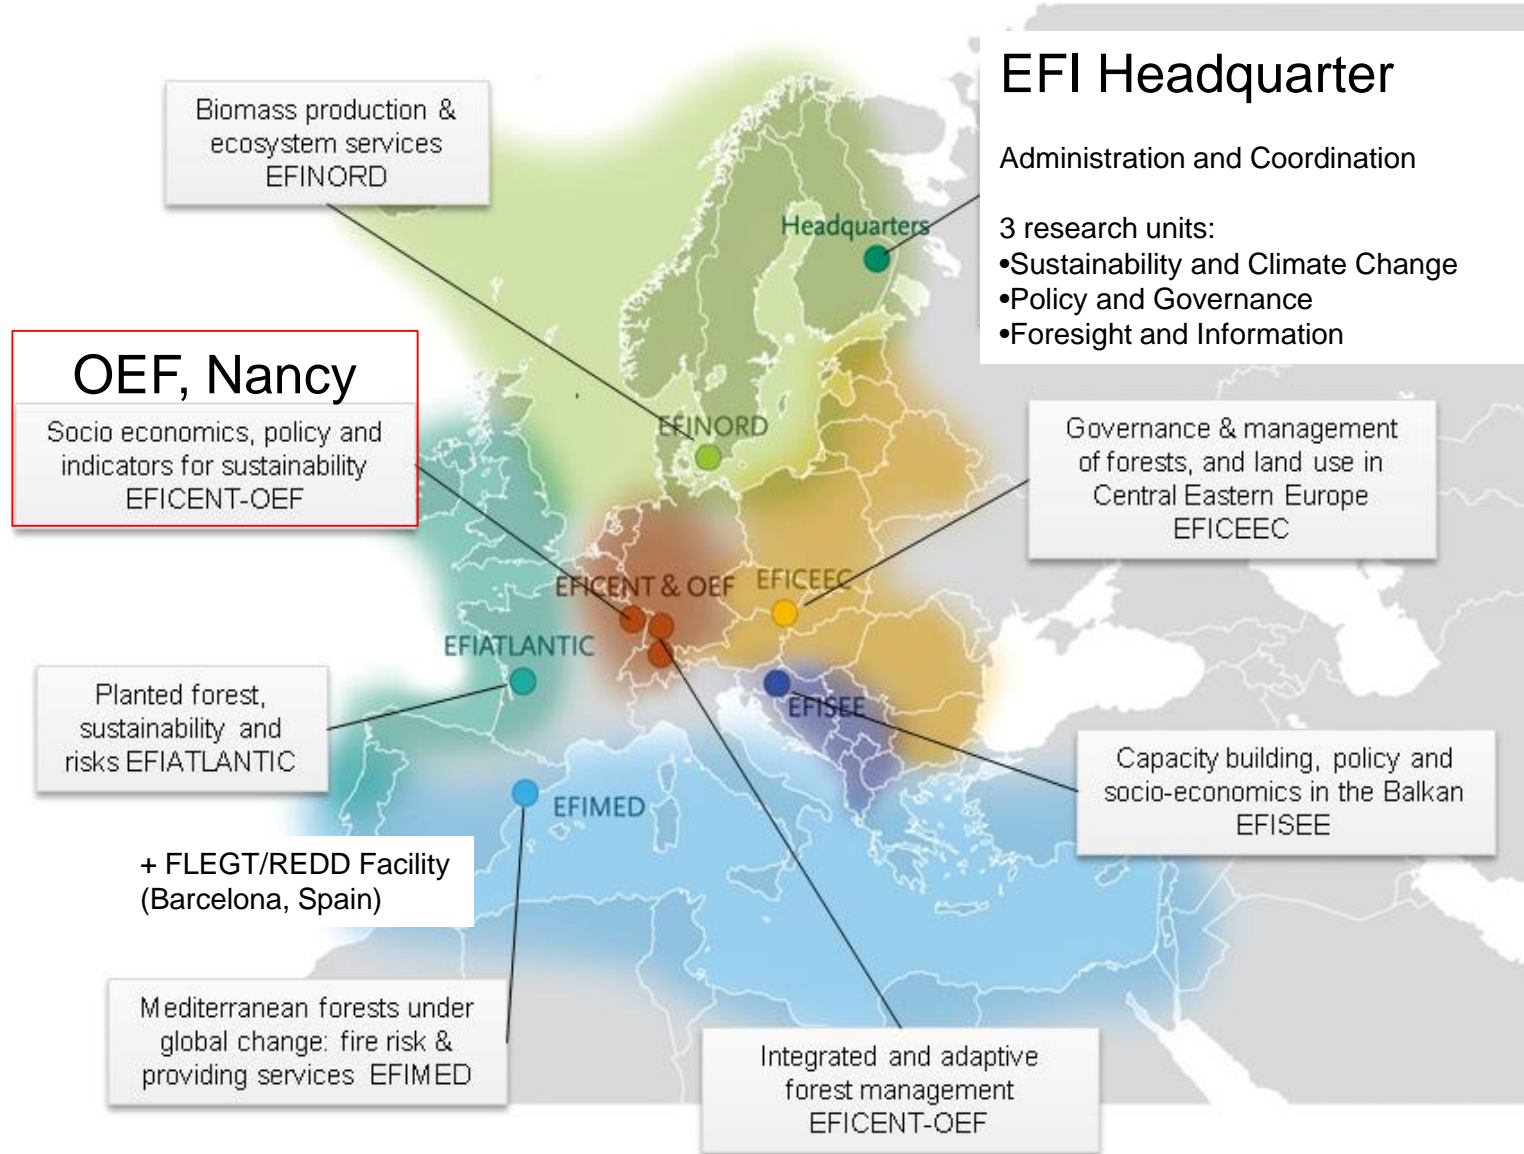 EFI Headquarter
Administration and Coordination
3 research units:
•Sustainability and Climate Change
•Policy and Governance
•Foresight and Information
Biomass production &
ecosystem services
EFINORD
Headquarters
OEF, Nancy
Socio economics, policy and
indicators for sustainability
EFICENT-OEF
EFINORD
Governance & management
of forests, and land use in
Central Eastern Europe
EFICEEC
EFICENT & OEF
EFICEEC
EFIATLANTIC
Planted forest,
sustainability and
risks EFIATLANTIC
EFISEE
Capacity building, policy and
socio-economics in the Balkan
EFISEE
EFIMED
+ FLEGT/REDD Facility
(Barcelona, Spain)
Mediterranean forests under
global change: fire risk &
providing services EFIMED
Integrated and adaptive
forest management
EFICENT-OEF